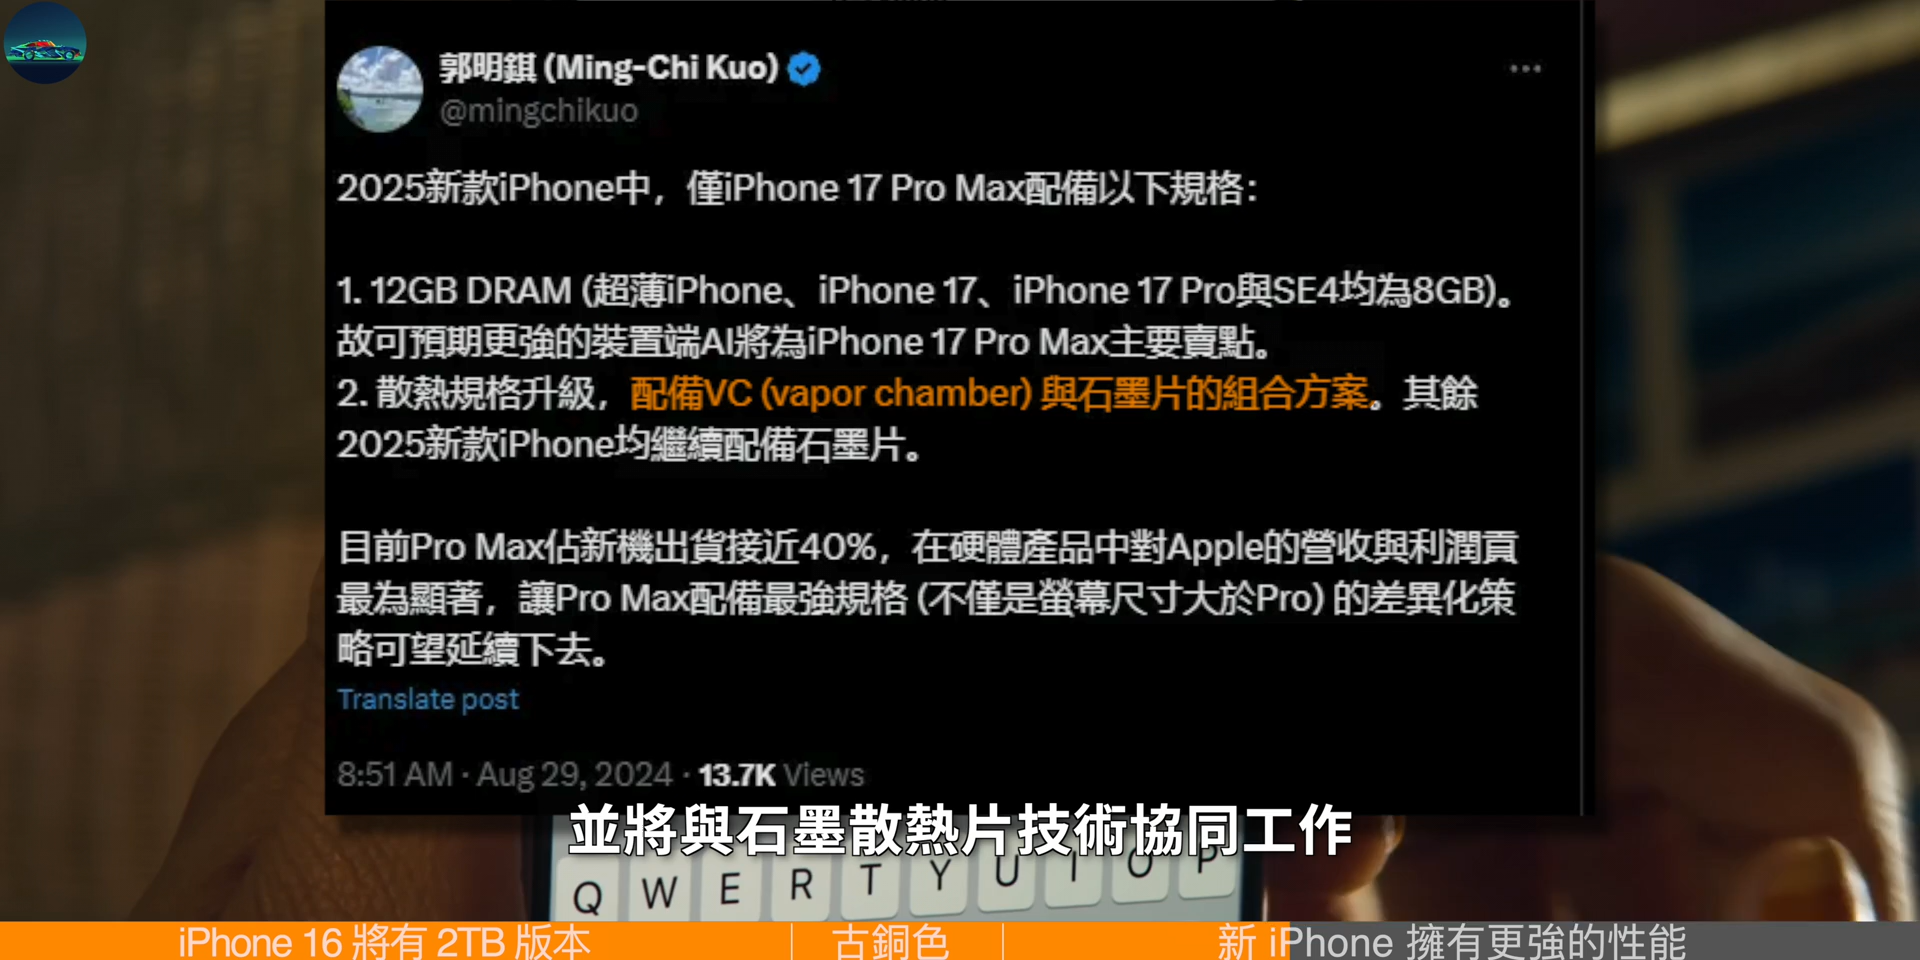 郭明錤 (Ming-Chi Kuo)
@mingchikuo
2025新款iPhone中，僅iPhone 17 Pro Max配備以下規格：
1. 12GB DRAM (超薄iPhone、iPhone 17、iPhone 17 Pro與SE4均為8GB)。
故可預期更強的裝置端AI將為iPhone 17 Pro Max主要賣點。
2. 散熱規格升級，配備VC (vapor chamber) 與石墨片的組合方案。其餘
2025新款iPhone均繼續配備石墨片。
目前Pro Max佔新機出貨接近40%，在硬體產品中對Apple的營收與利潤貢
最為顯著，讓Pro Max配備最強規格 (不僅是螢幕尺寸大於Pro) 的差異化策
略可望延續下去。
Translate post
8:51 AM · Aug 29, 2024 · 13.7K Views
並將與石墨散熱片技術協同工作
Q W E R T Y U I O P
iPhone 16 將有 2TB 版本
古銅色
新 iPhone 擁有更強的性能